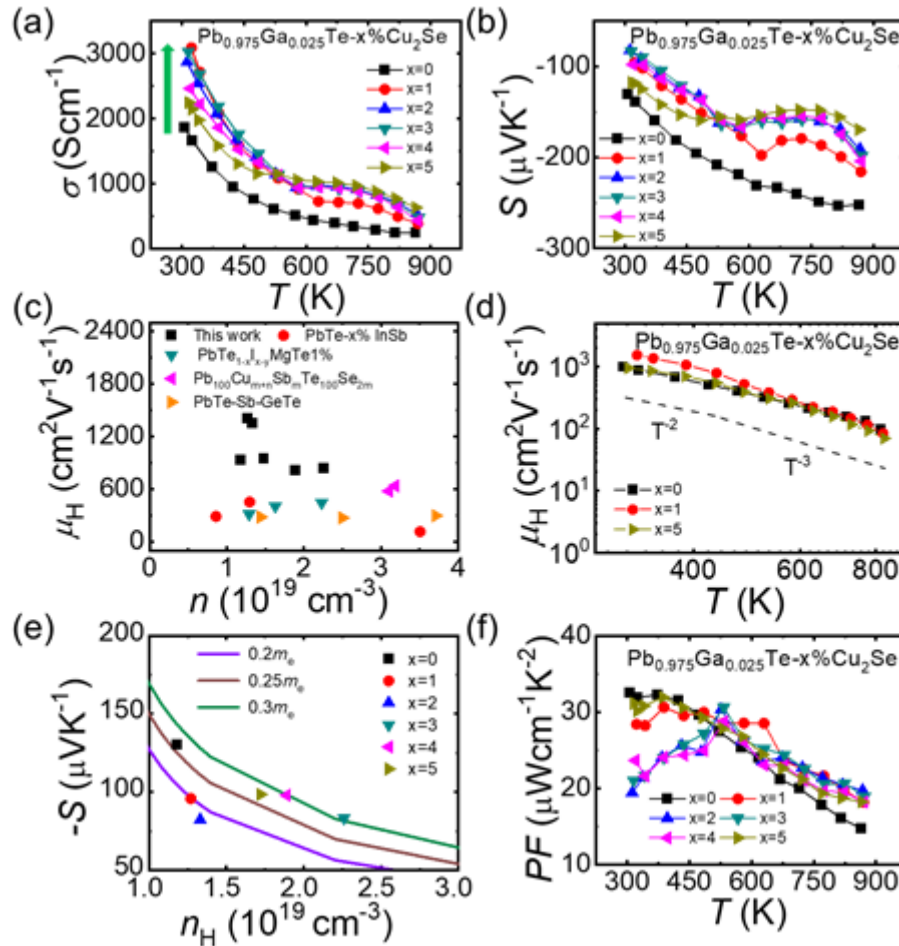 (a)
Pb0.975Ga0.025Te-x%Cu2Se
σ (Scm-1)
3000
2000
1000
0
x=0
x=1
x=2
x=3
x=4
x=5
300 450 600 750 900
T (K)
(b)
Pb0.975Ga0.025Te-x%Cu2Se
S (μVK-1)
-100
-200
-300
x=0
x=1
x=2
x=3
x=4
x=5
300 450 600 750 900
T (K)
(c)
μH (cm2V-1s-1)
2400
1800
1200
600
0
This work
PbTe-x% InSb
PbTe1-xIx-yMgTe1%
Pb100Cum+nSbmTe100Se2m
PbTe-Sb-GeTe
0 1 2 3 4
n (1019 cm-3)
(d)
Pb0.975Ga0.025Te-x%Cu2Se
μH (cm2V-1s-1)
103
102
101
100
T-2
T-3
x=0
x=1
x=5
400 600 800
T (K)
(e)
-S (μVK-1)
200
150
100
50
0.2me
0.25me
0.3me
x=0
x=1
x=2
x=3
x=4
x=5
1.0 1.5 2.0 2.5 3.0
nH (1019 cm-3)
(f)
Pb0.975Ga0.025Te-x%Cu2Se
PF (μWcm-1K-2)
40
30
20
10
x=0 x=1
x=2 x=3
x=4 x=5
300 450 600 750 900
T (K)